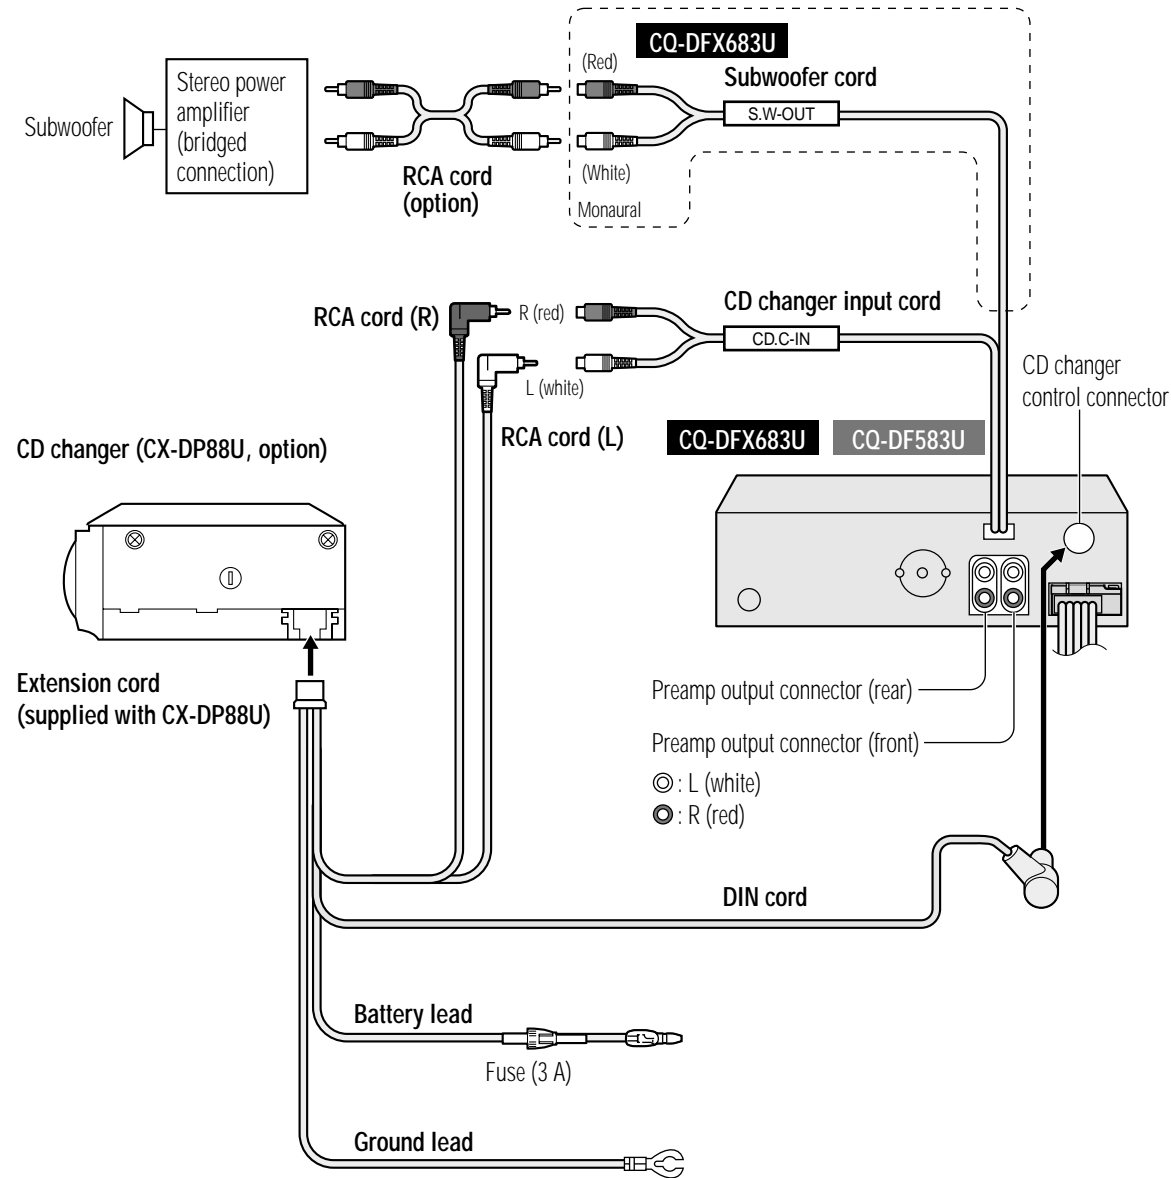 CQ-DFX683U
(Red)
Subwoofer cord
S.W-OUT
Stereo power
amplifier
(bridged
connection)
Subwoofer
RCA cord
(option)
(White)
Monaural
RCA cord (R)
R (red)
CD changer input cord
CD.C-IN
L (white)
RCA cord (L)
CD changer
control connector
CQ-DFX683U
CQ-DF583U
CD changer (CX-DP88U, option)
Extension cord
(supplied with CX-DP88U)
Preamp output connector (rear)
Preamp output connector (front)
: L (white)
: R (red)
DIN cord
Battery lead
Fuse (3 A)
Ground lead